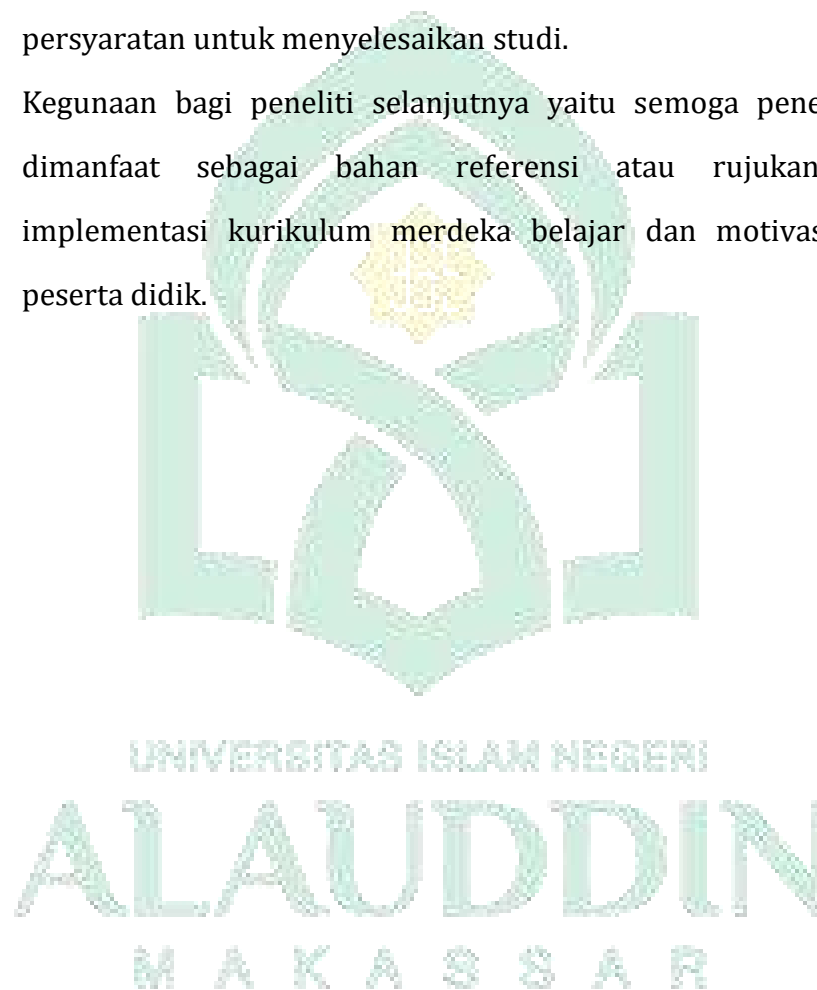 persyaratan untuk menyelesaikan studi.
Kegunaan bagi peneliti selanjutnya yaitu semoga pene
dimanfaat sebagai bahan referensi atau rujukan
implementasi kurikulum merdeka belajar dan motivas
peserta didik.
UNIVERSITAS ISLAM NEGERI
ALAUDDIN
MAKASSAR